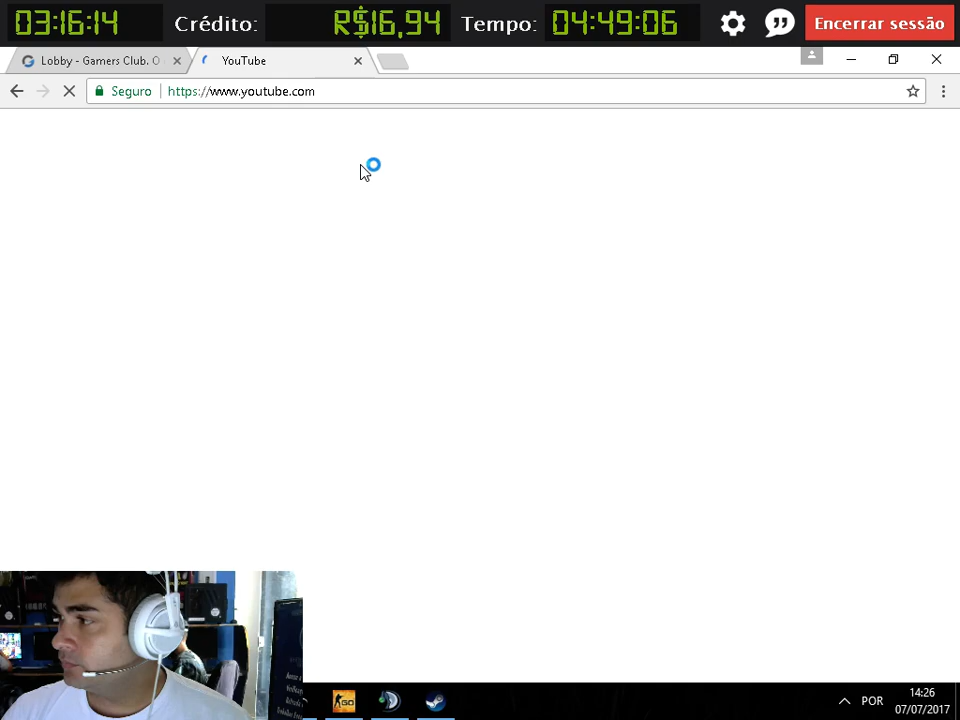 03:16:14 Crédito: R$16,94 Tempo: 04:49:06 Encerrar sessão
Lobby - Gamers Club. O YouTube
Seguro https://www.youtube.com
GO POR 14:26
07/07/2017